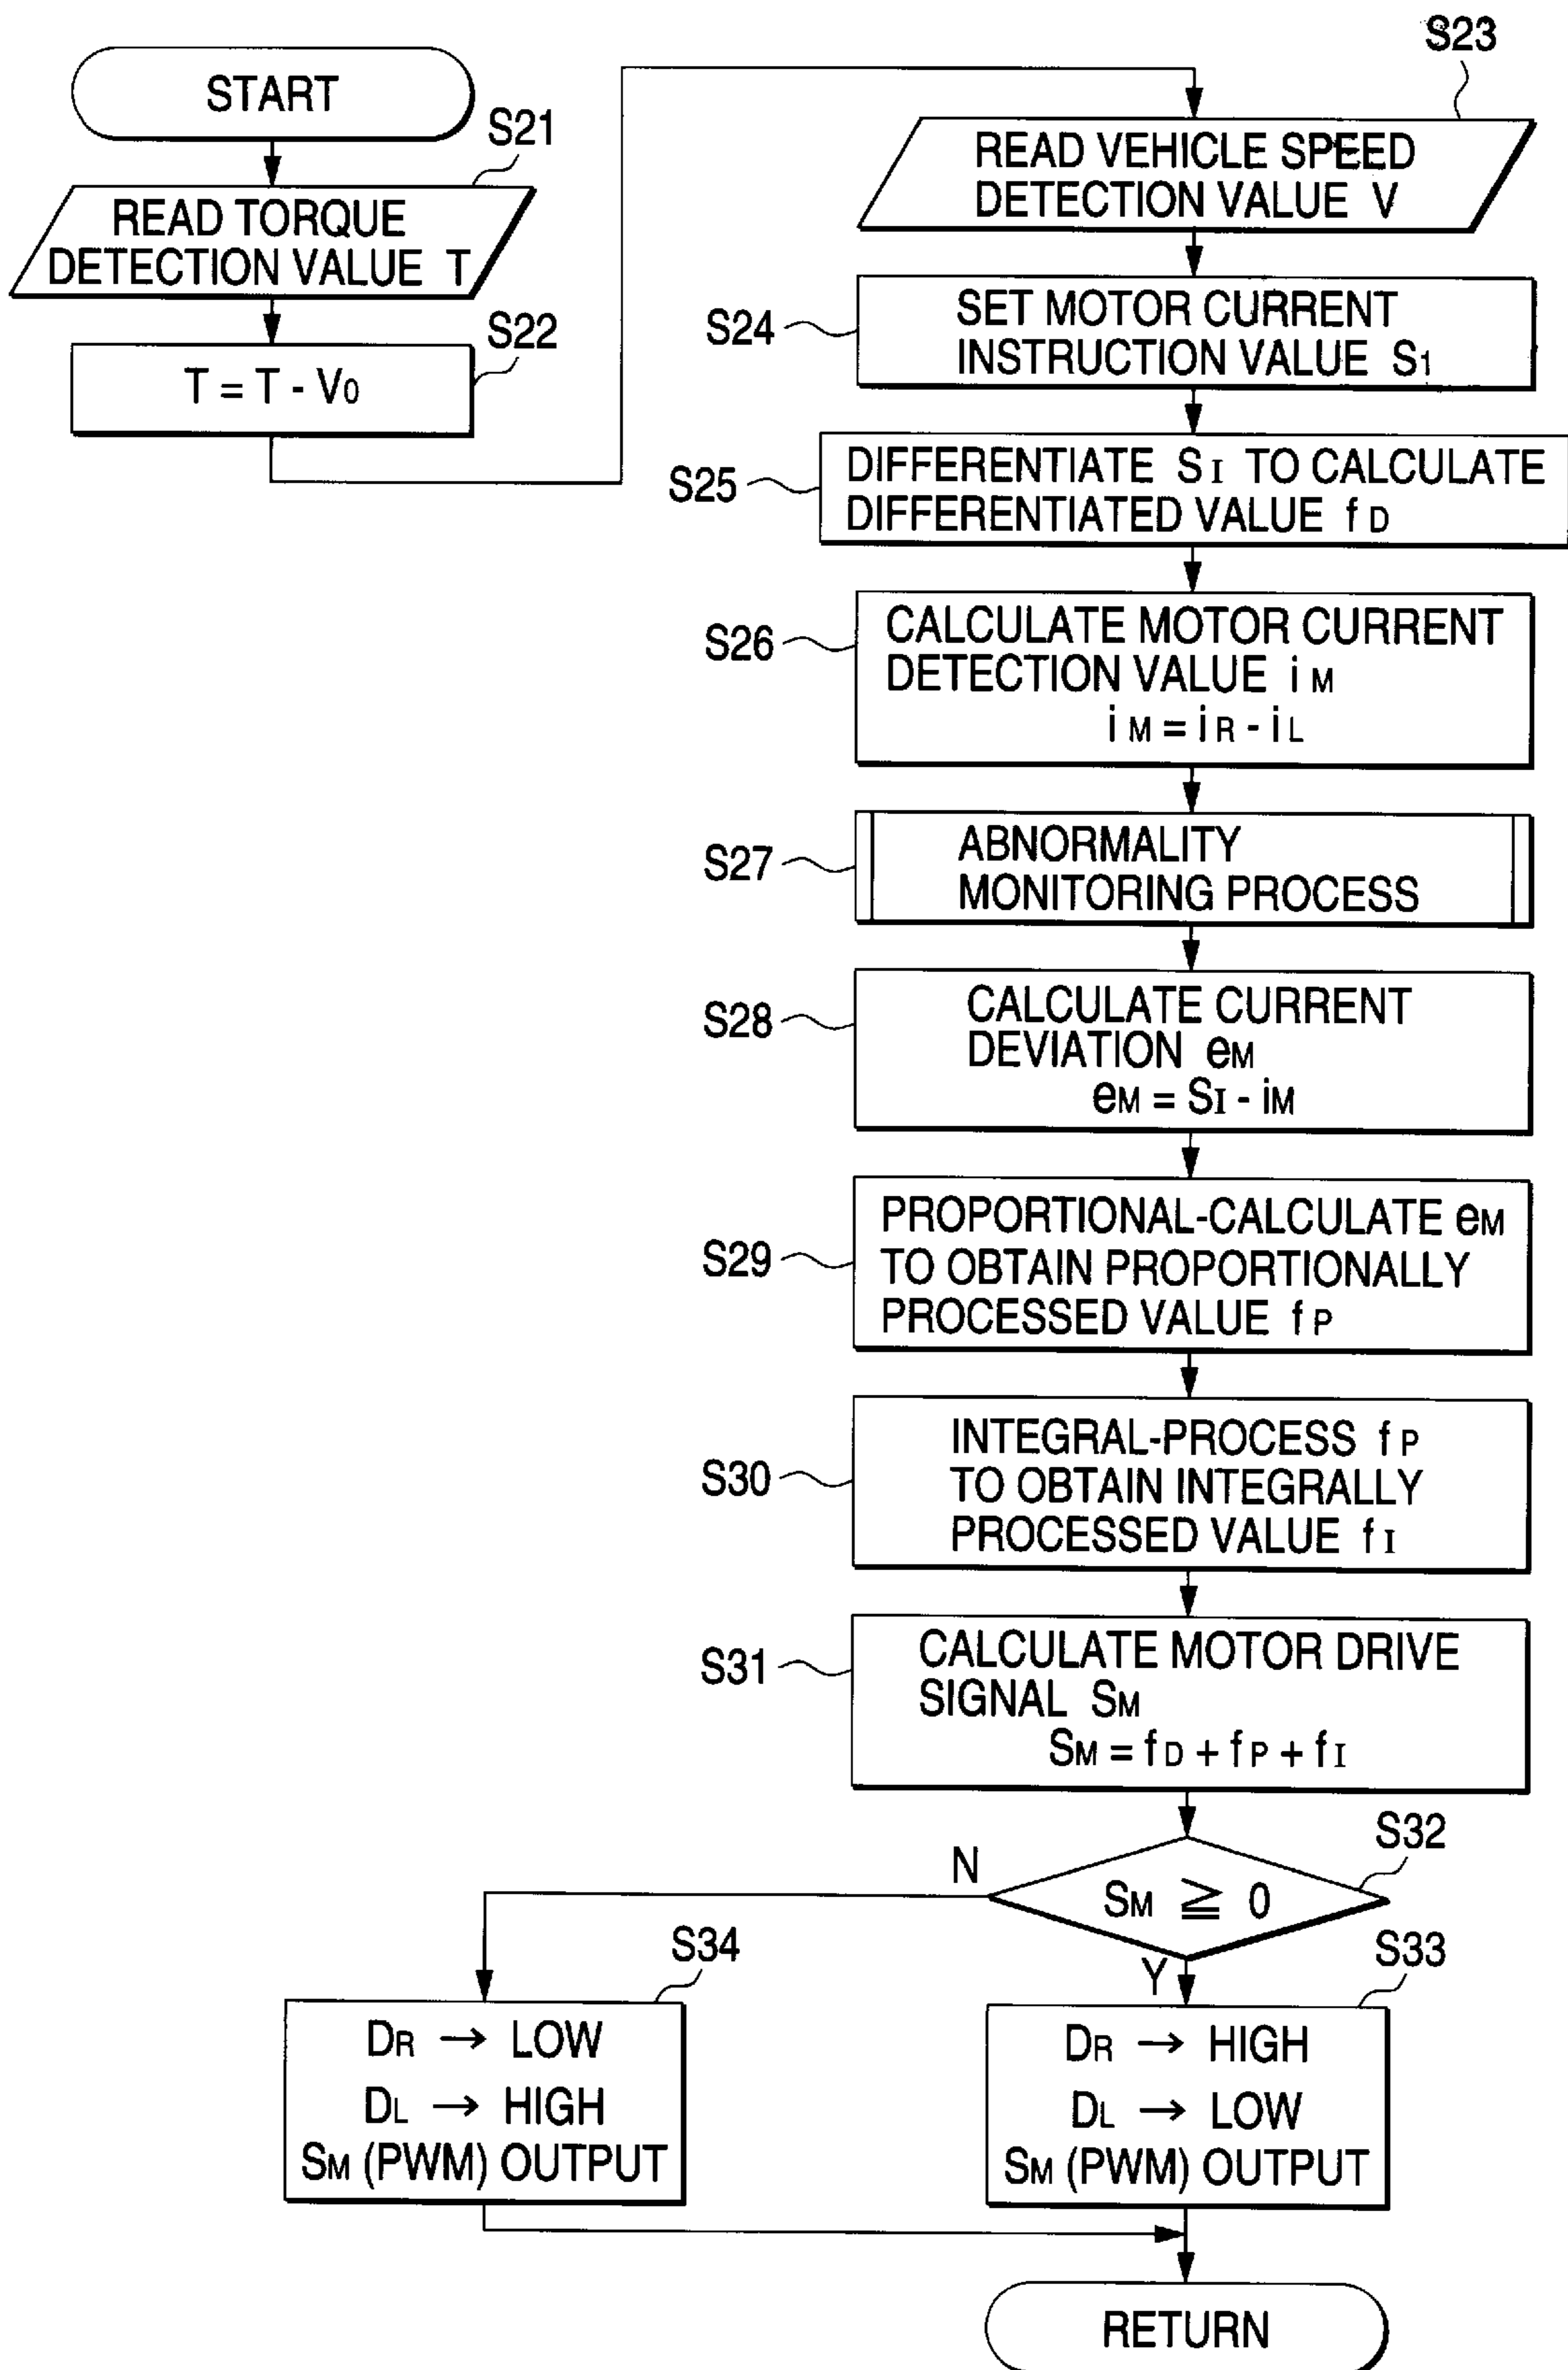 START
S21
READ TORQUE
DETECTION VALUE T
S22
T = T - V0
S23
READ VEHICLE SPEED
DETECTION VALUE V
S24
SET MOTOR CURRENT
INSTRUCTION VALUE S1
S25
DIFFERENTIATE SI TO CALCULATE
DIFFERENTIATED VALUE fD
S26
CALCULATE MOTOR CURRENT
DETECTION VALUE iM
iM = iR - iL
S27
ABNORMALITY
MONITORING PROCESS
S28
CALCULATE CURRENT
DEVIATION eM
eM = SI - iM
S29
PROPORTIONAL-CALCULATE eM
TO OBTAIN PROPORTIONALLY
PROCESSED VALUE fP
S30
INTEGRAL-PROCESS fP
TO OBTAIN INTEGRALLY
PROCESSED VALUE fI
S31
CALCULATE MOTOR DRIVE
SIGNAL SM
SM = fD + fP + fI
S32
SM ≧ 0
N
Y
S34
DR → LOW
DL → HIGH
SM (PWM) OUTPUT
S33
DR → HIGH
DL → LOW
SM (PWM) OUTPUT
RETURN